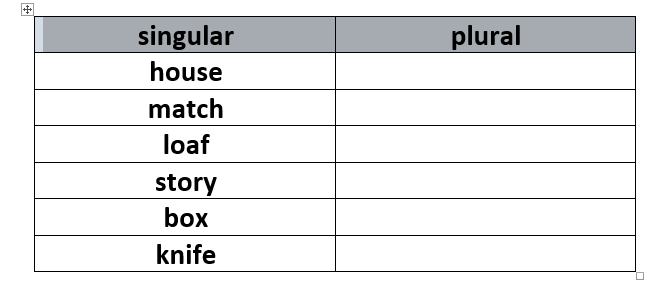 singular plural
house
match
loaf
story
box
knife